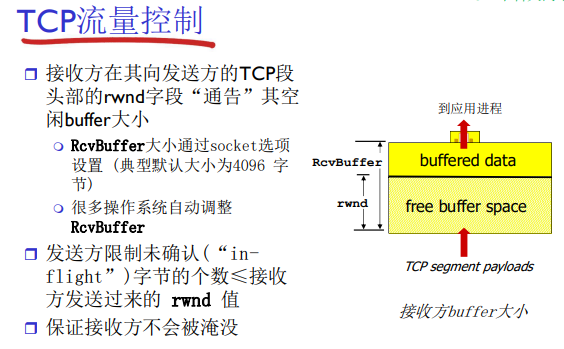 TCP流量控制
接收方在其向发送方的TCP段
头部的rwnd字段“通告”其空
闲buffer大小
RcvBuffer大小通过socket选项
设置 (典型默认大小为4096 字
节)
很多操作系统自动调整
RcvBuffer
发送方限制未确认(“in-
flight”)字节的个数≤接收
方发送过来的 rwnd 值
保证接收方不会被淹没
到应用进程
RcvBuffer
buffered data
rwnd
free buffer space
TCP segment payloads
接收方buffer大小